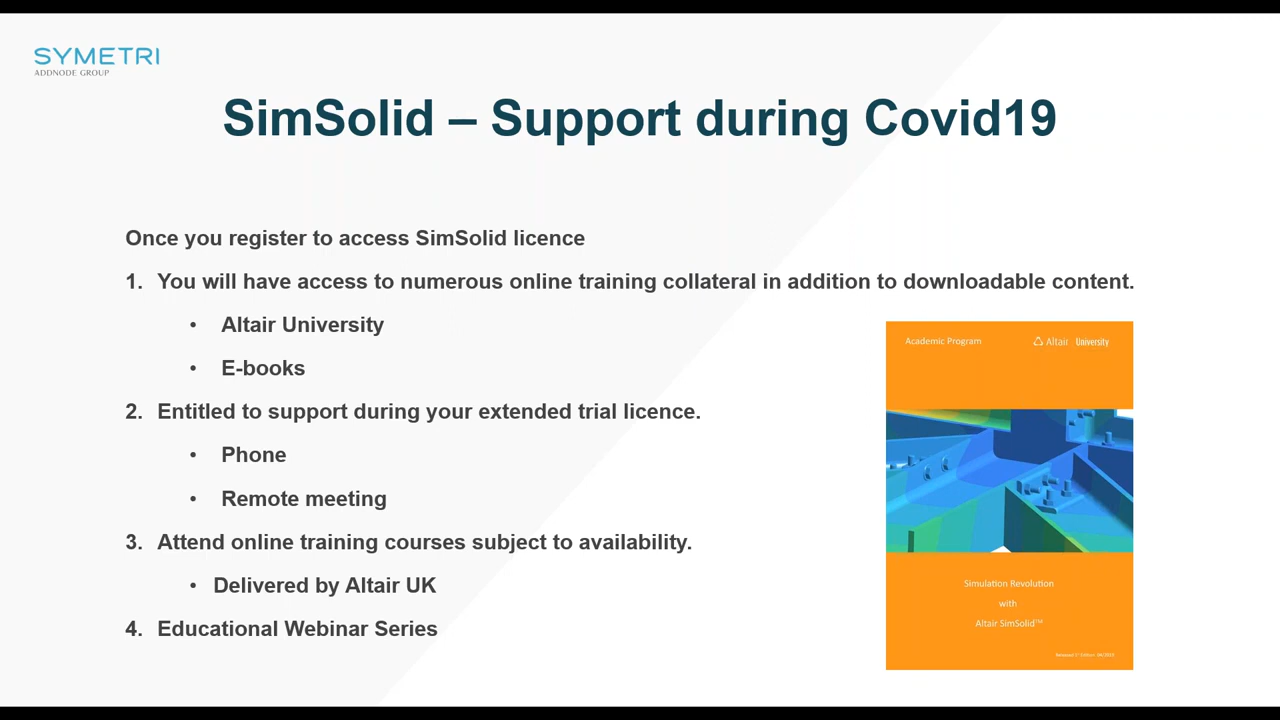 SYMETRI
ADDNODE GROUP
SimSolid – Support during Covid19
Once you register to access SimSolid licence
1. You will have access to numerous online training collateral in addition to downloadable content.
• Altair University
• E-books
2. Entitled to support during your extended trial licence.
• Phone
• Remote meeting
3. Attend online training courses subject to availability.
• Delivered by Altair UK
4. Educational Webinar Series
Academic Program
Altair University
Simulation Revolution
with
Altair SimSolid™